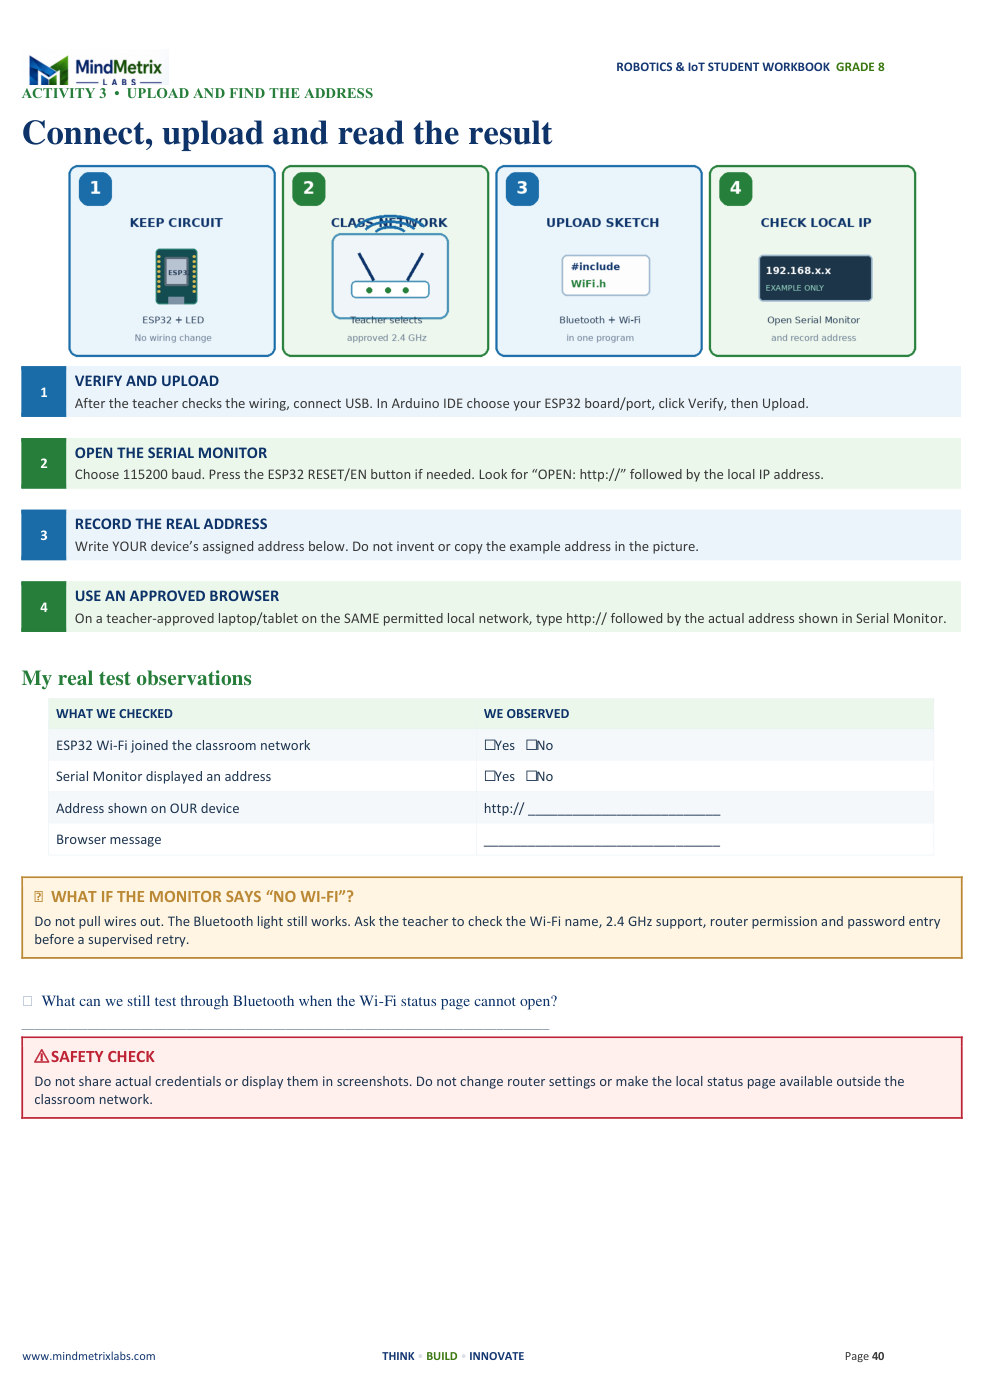 MindMetrix
LABS
ROBOTICS & IoT STUDENT WORKBOOK GRADE 8
ACTIVITY 3 • UPLOAD AND FIND THE ADDRESS
Connect, upload and read the result
1
KEEP CIRCUIT
ESP3
ESP32 + LED
No wiring change
2
CLASS NETWORK
Teacher selects
approved 2.4 GHz
3
UPLOAD SKETCH
#include
WiFi.h
Bluetooth + Wi-Fi
in one program
4
CHECK LOCAL IP
192.168.x.x
EXAMPLE ONLY
Open Serial Monitor
and record address
1
VERIFY AND UPLOAD
After the teacher checks the wiring, connect USB. In Arduino IDE choose your ESP32 board/port, click Verify, then Upload.
2
OPEN THE SERIAL MONITOR
Choose 115200 baud. Press the ESP32 RESET/EN button if needed. Look for “OPEN: http://” followed by the local IP address.
3
RECORD THE REAL ADDRESS
Write YOUR device’s assigned address below. Do not invent or copy the example address in the picture.
4
USE AN APPROVED BROWSER
On a teacher-approved laptop/tablet on the SAME permitted local network, type http:// followed by the actual address shown in Serial Monitor.
My real test observations
WHAT WE CHECKED WE OBSERVED
ESP32 Wi-Fi joined the classroom network ☐Yes ☐No
Serial Monitor displayed an address ☐Yes ☐No
Address shown on OUR device http:// ___________________________
Browser message _________________________________
WHAT IF THE MONITOR SAYS “NO WI-FI”?
Do not pull wires out. The Bluetooth light still works. Ask the teacher to check the Wi-Fi name, 2.4 GHz support, router permission and password entry
before a supervised retry.
What can we still test through Bluetooth when the Wi-Fi status page cannot open?
⚠SAFETY CHECK
Do not share actual credentials or display them in screenshots. Do not change router settings or make the local status page available outside the
classroom network.
www.mindmetrixlabs.com THINK • BUILD • INNOVATE Page 40